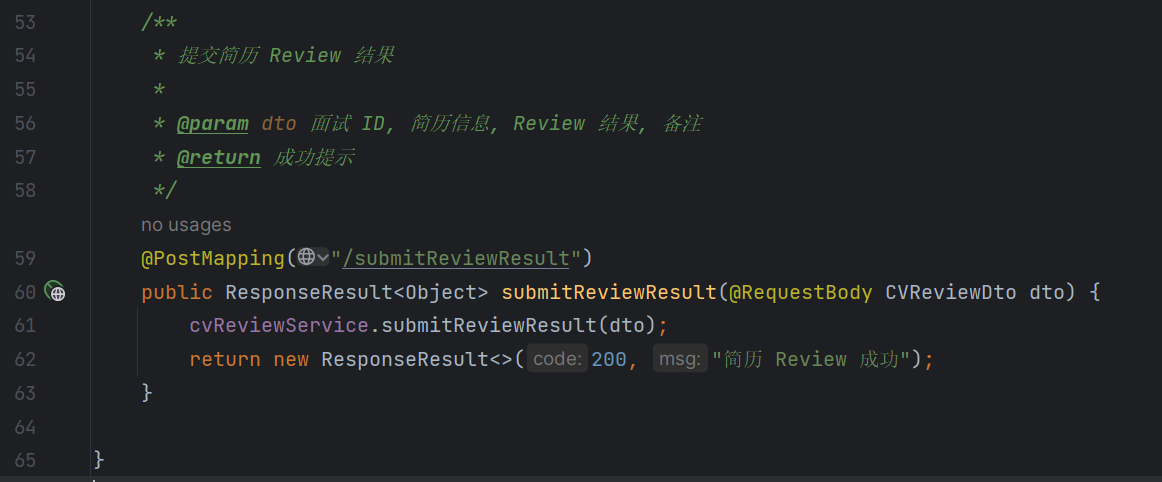 53 /**
54 * 提交简历 Review 结果
55 *
56 * @param dto 面试 ID, 简历信息, Review 结果, 备注
57 * @return 成功提示
58 */
no usages
59 @PostMapping("/submitReviewResult")
60 public ResponseResult<Object> submitReviewResult(@RequestBody CVReviewDto dto) {
61 cvReviewService.submitReviewResult(dto);
62 return new ResponseResult<>( code: 200, msg: "简历 Review 成功");
63 }
64
65 }